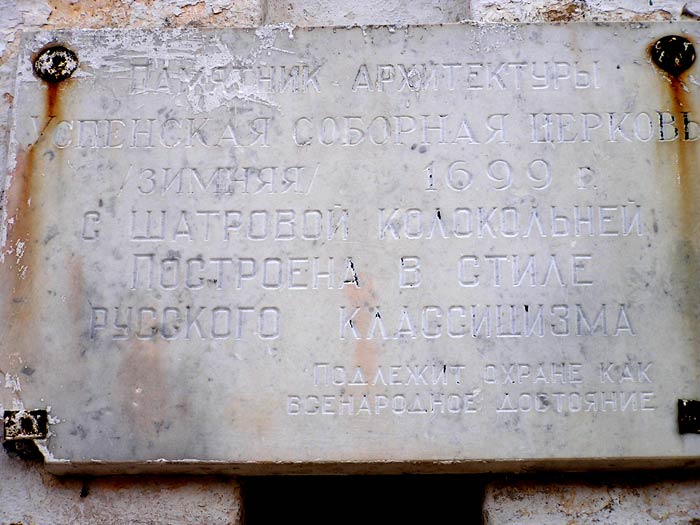 Памятник архитектуры
Успенская соборная церковь
/зимняя/ 1699 г.
с шатровой колокольней
Построена в стиле
русского классицизма
Подлежит охране как
всенародное достояние